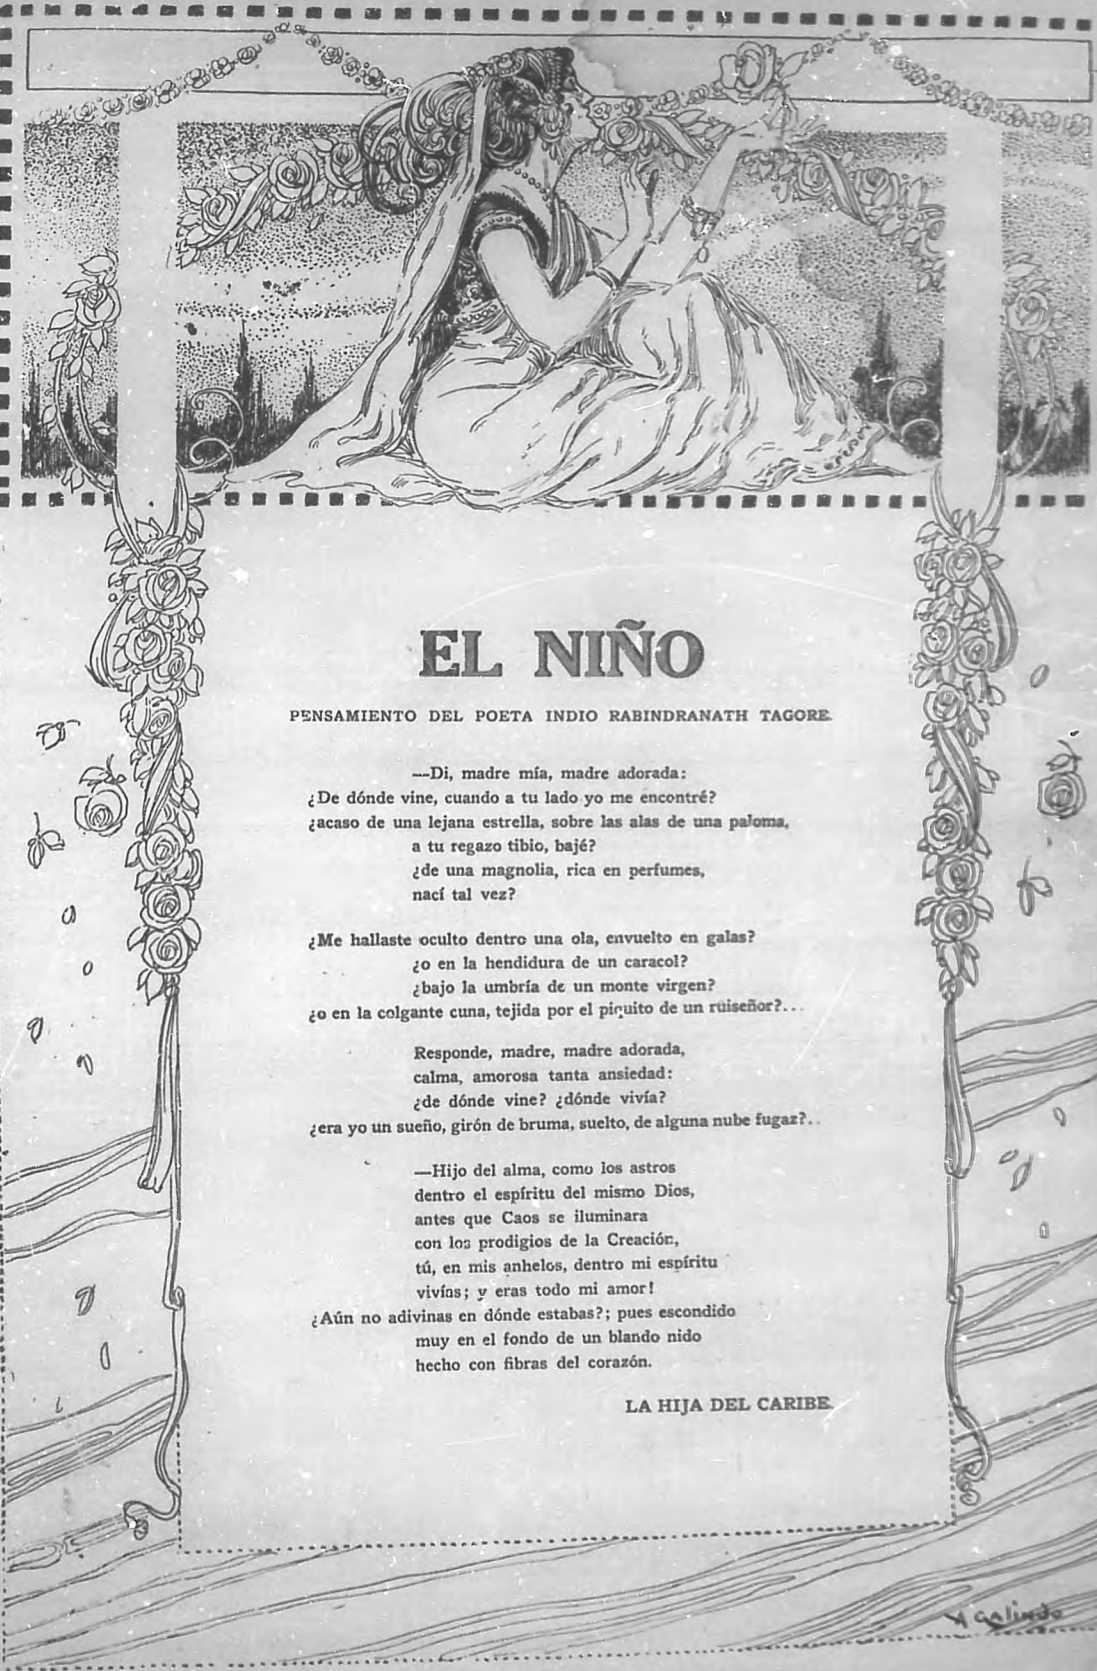 EL NIÑO
PENSAMIENTO DEL POETA INDIO RABINDRANATH TAGORE.
—Di, madre mía, madre adorada:
¿De dónde vine, cuando a tu lado yo me encontré?
¿acaso de una lejana estrella, sobre las alas de una paloma,
a tu regazo tibio, bajé?
¿de una magnolia, rica en perfumes,
nací tal vez?
¿Me hallaste oculto dentro una ola, envuelto en galas?
¿o en la hendidura de un caracol?
¿bajo la umbría de un monte virgen?
¿o en la colgante cuna, tejida por el piquito de un ruiseñor?...
Responde, madre, madre adorada,
calma, amorosa tanta ansiedad:
¿de dónde vine? ¿dónde vivía?
¿era yo un sueño, girón de bruma, suelto, de alguna nube fugaz?..
—Hijo del alma, como los astros
dentro el espíritu del mismo Dios,
antes que Caos se iluminara
con los prodigios de la Creación,
tú, en mis anhelos, dentro mi espíritu
vivías; y eras todo mi amor!
¿Aún no adivinas en dónde estabas?; pues escondido
muy en el fondo de un blando nido
hecho con fibras del corazón.
LA HIJA DEL CARIBE.
A GALINDO